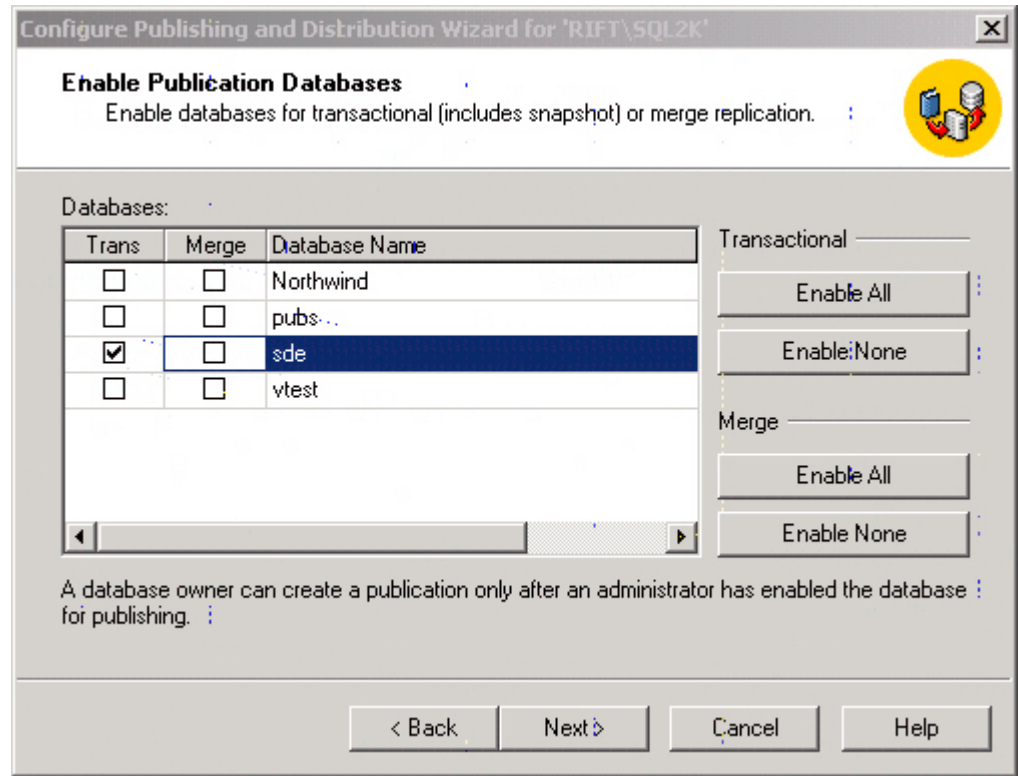 Configure Publishing and Distribution Wizard for 'RIFT\SQL2K'
Enable Publication Databases
Enable databases for transactional (includes snapshot) or merge replication.
Databases:
Trans Merge Database Name
Northwind
pubs
sde
vtest
Transactional
Enable All
Enable None
Merge
Enable All
Enable None
A database owner can create a publication only after an administrator has enabled the database
for publishing.
< Back Next > Cancel Help